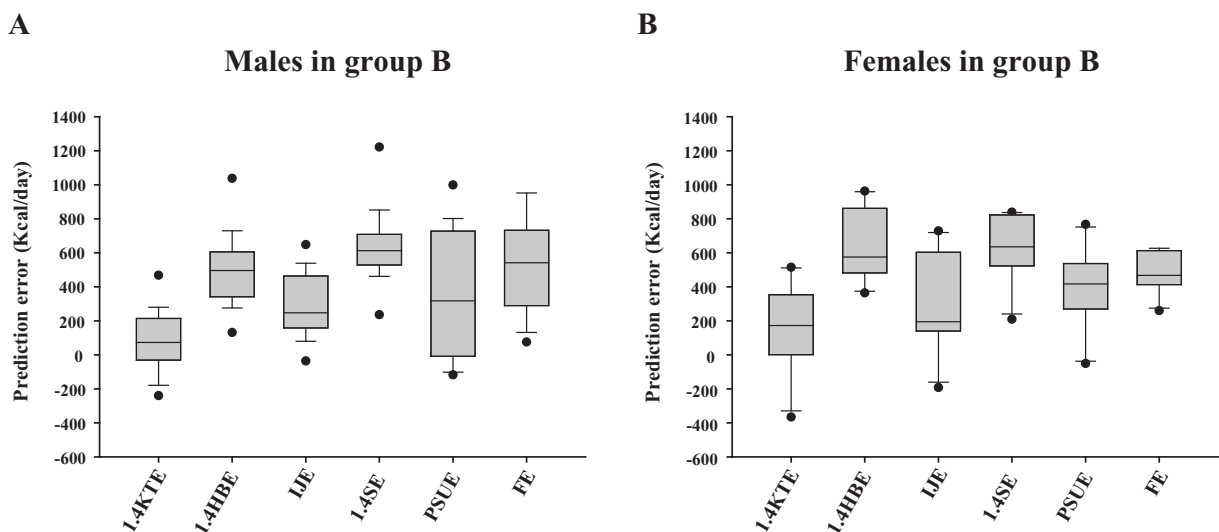 A
Males in group B
Prediction error (Kcal/day)
1400
1200
1000
800
600
400
200
0
-200
-400
-600
1.4KTE
1.4HBE
IJE
1.4SE
PSUE
FE
B
Females in group B
Prediction error (Kcal/day)
1400
1200
1000
800
600
400
200
0
-200
-400
-600
1.4KTE
1.4HBE
IJE
1.4SE
PSUE
FE